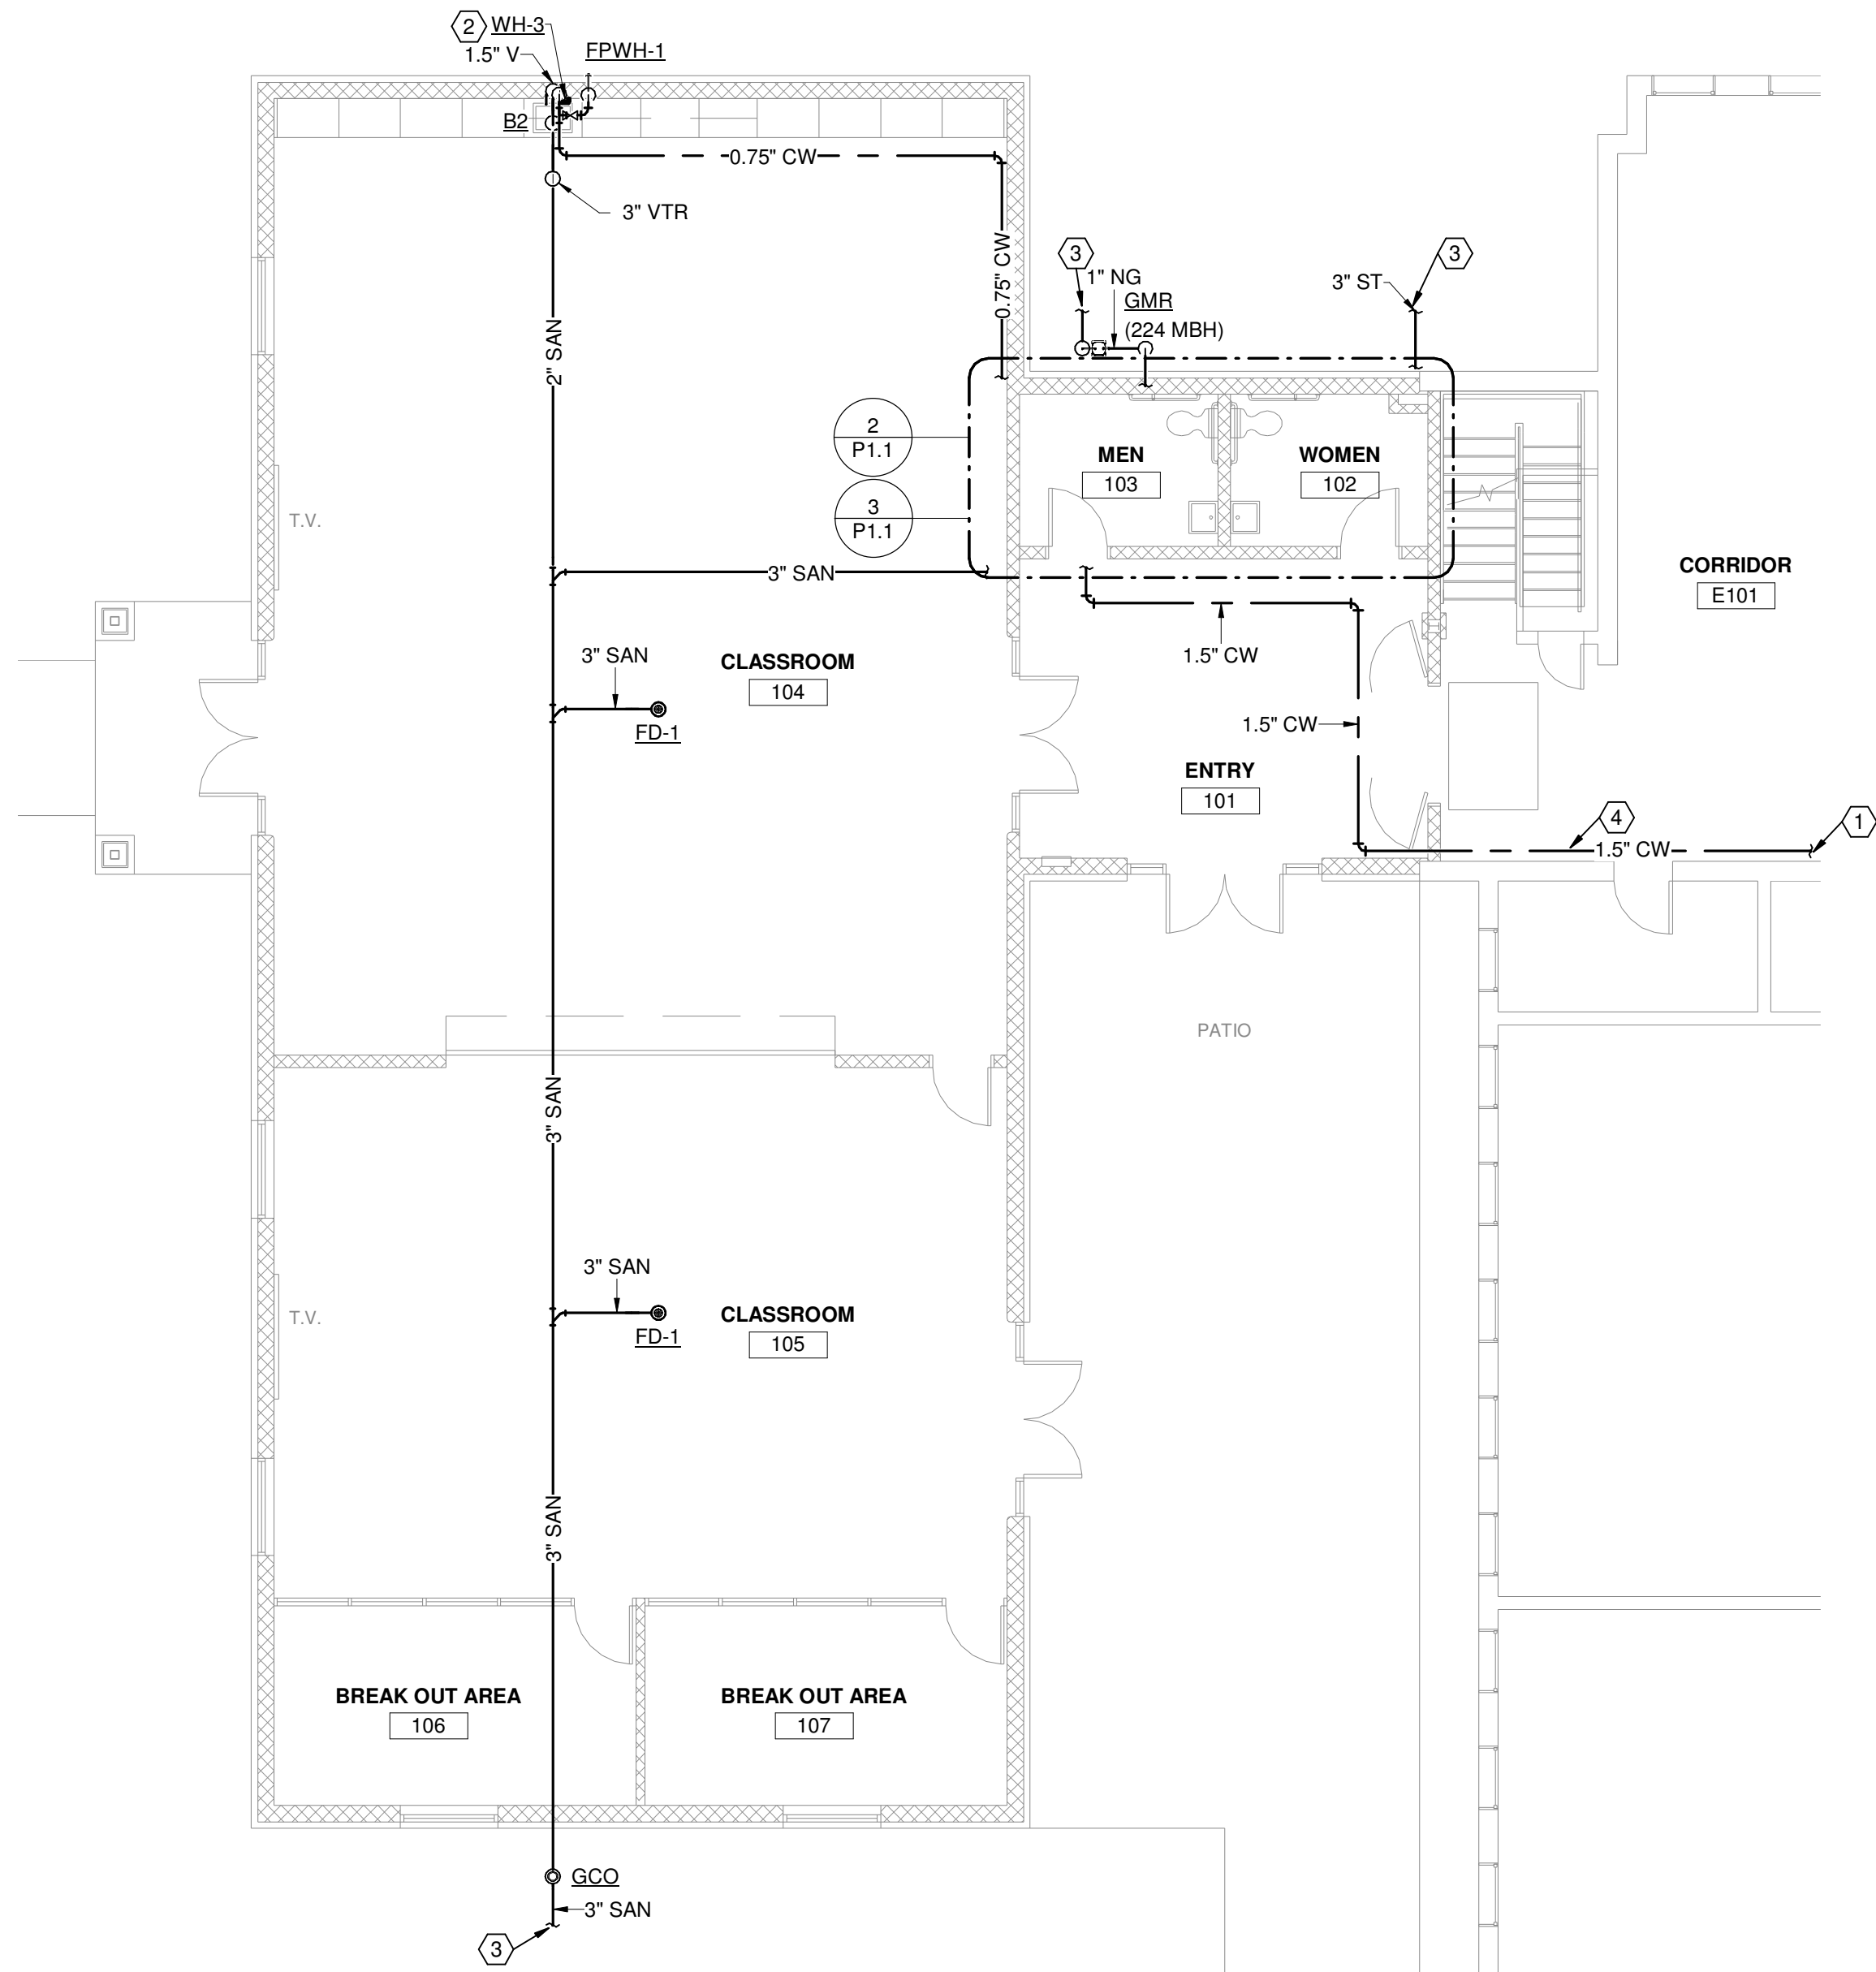 2 WH-3
1.5" V
FPWH-1
B2
0.75" CW
3" VTR
0.75" CW
2" SAN
3
1" NG
GMR
(224 MBH)
3" ST
3
2
P1.1
3
P1.1
MEN
103
WOMEN
102
T.V.
3" SAN
CORRIDOR
E101
3" SAN
CLASSROOM
104
FD-1
1.5" CW
1.5" CW
ENTRY
101
4
1
1.5" CW
PATIO
3" SAN
3" SAN
FD-1
T.V.
CLASSROOM
105
3" SAN
BREAK OUT AREA
106
BREAK OUT AREA
107
GCO
3" SAN
3